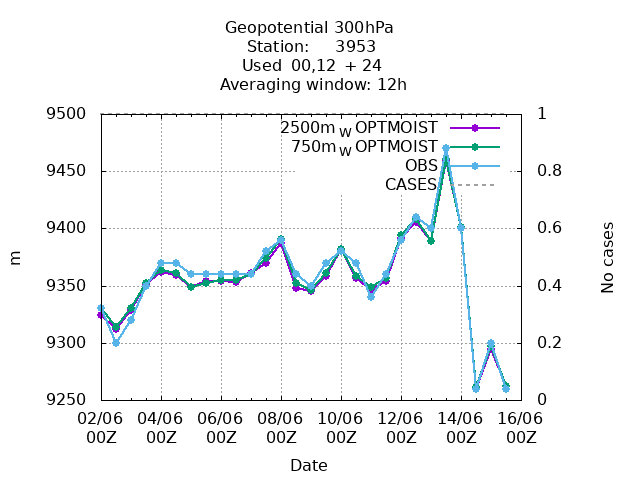 Geopotential 300hPa
Station: 3953
Used 00,12 + 24
Averaging window: 12h
9500
9450
9400
9350
9300
9250
1
0.8
0.6
0.4
0.2
0
2500m W OPTMOIST
750m W OPTMOIST
OBS
CASES
m
No cases
02/06 04/06 06/06 08/06 10/06 12/06 14/06 16/06
00Z 00Z 00Z 00Z 00Z 00Z 00Z 00Z
Date